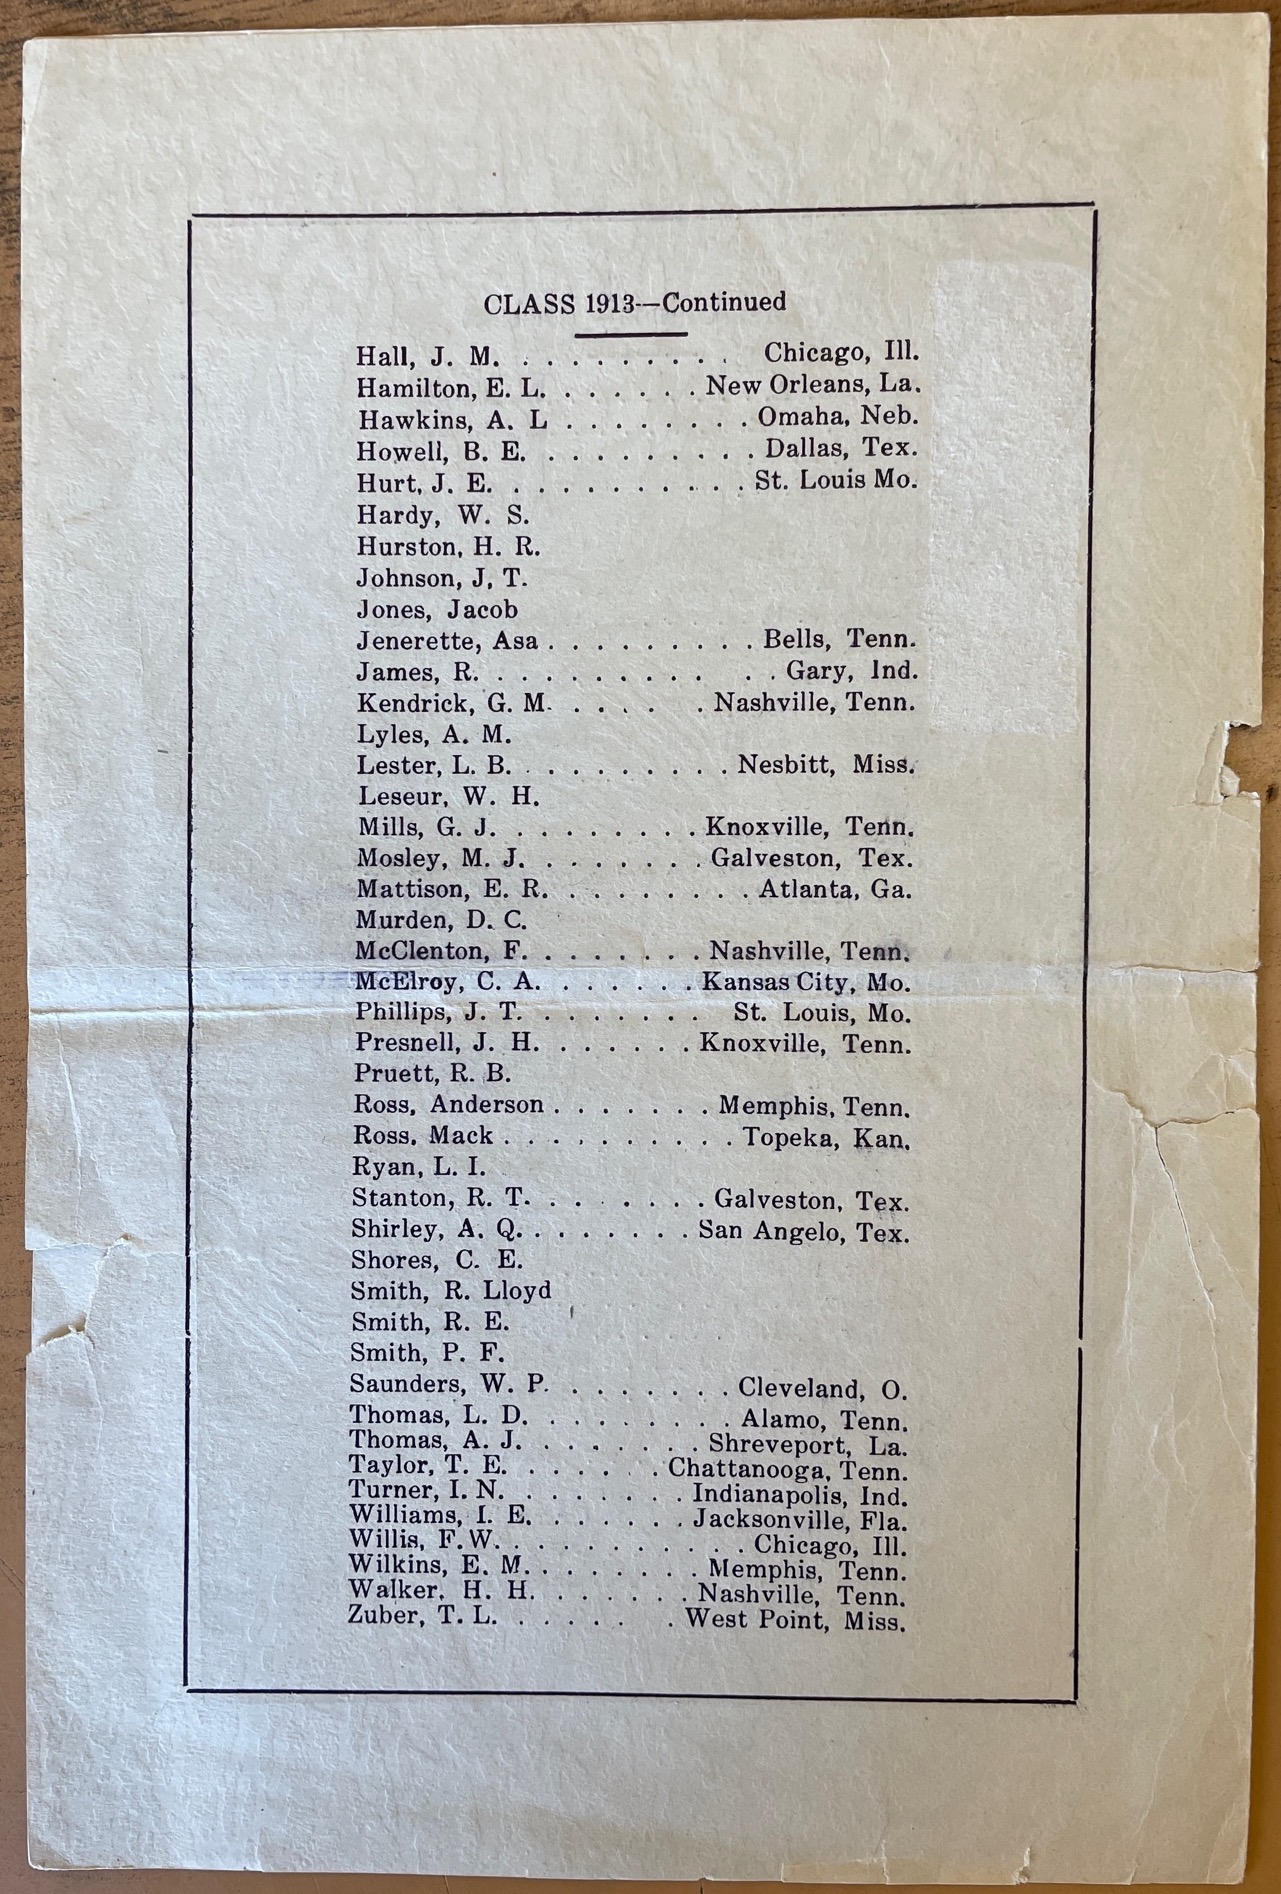 CLASS 1913—Continued
Hall, J. M. . . . . . . . . . Chicago, Ill.
Hamilton, E. L. . . . . . . New Orleans, La.
Hawkins, A. L . . . . . . . . Omaha, Neb.
Howell, B. E. . . . . . . . . . Dallas, Tex.
Hurt, J. E. . . . . . . . . . . . St. Louis Mo.
Hardy, W. S.
Hurston, H. R.
Johnson, J, T.
Jones, Jacob
Jenerette, Asa . . . . . . . . . Bells, Tenn.
James, R. . . . . . . . . . . . Gary, Ind.
Kendrick, G. M. . . . . . Nashville, Tenn.
Lyles, A. M.
Lester, L. B. . . . . . . . . . Nesbitt, Miss.
Leseur, W. H.
Mills, G. J. . . . . . . . . Knoxville, Tenn.
Mosley, M. J. . . . . . . . Galveston, Tex.
Mattison, E. R. . . . . . . . . Atlanta, Ga.
Murden, D. C.
McClenton, F. . . . . . . . Nashville, Tenn.
McElroy, C. A. . . . . . . Kansas City, Mo.
Phillips, J. T. . . . . . . . St. Louis, Mo.
Presnell, J. H. . . . . . . Knoxville, Tenn.
Pruett, R. B.
Ross, Anderson . . . . . . . Memphis, Tenn.
Ross, Mack . . . . . . . . . . Topeka, Kan.
Ryan, L. I.
Stanton, R. T. . . . . . . . Galveston, Tex.
Shirley, A. Q. . . . . . . . San Angelo, Tex.
Shores, C. E.
Smith, R. Lloyd
Smith, R. E.
Smith, P. F.
Saunders, W. P. . . . . . . . Cleveland, O.
Thomas, L. D. . . . . . . . . Alamo, Tenn.
Thomas, A. J. . . . . . . . Shreveport, La.
Taylor, T. E. . . . . . . Chattanooga, Tenn.
Turner, I. N. . . . . . . . Indianapolis, Ind.
Williams, I. E. . . . . . . . Jacksonville, Fla.
Willis, F. W. . . . . . . . . . . Chicago, Ill.
Wilkins, E. M. . . . . . . . Memphis, Tenn.
Walker, H. H. . . . . . . Nashville, Tenn.
Zuber, T. L. . . . . . . West Point, Miss.